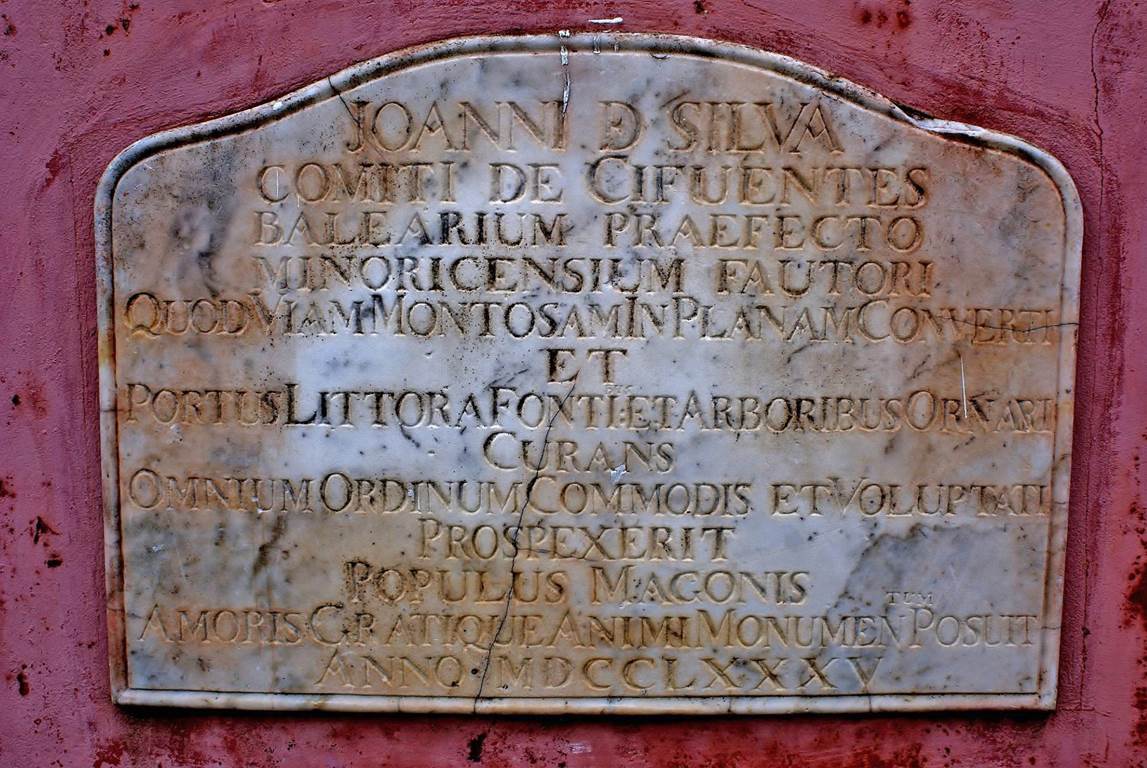 JOANNI D SILVA
COMITI DE CIFUENTES
BALEARIUM PRAEFECTO
MINORICENSIUM FAUTORI
QUOD VIAM MONTOSAM IN PLANAM CONVERTI
ET
PORTUS LITTORA FONTI: ET ARBORIBUS ORNARI
CURANS
OMNIUM ORDINUM COMMODIS ET VOLUPTATI
PROSPEXERIT
POPULUS MAGONIS
TUM
AMORIS GRATIQUE ANIMI MONUMEN POSUIT
ANNO MDCCLXXXV